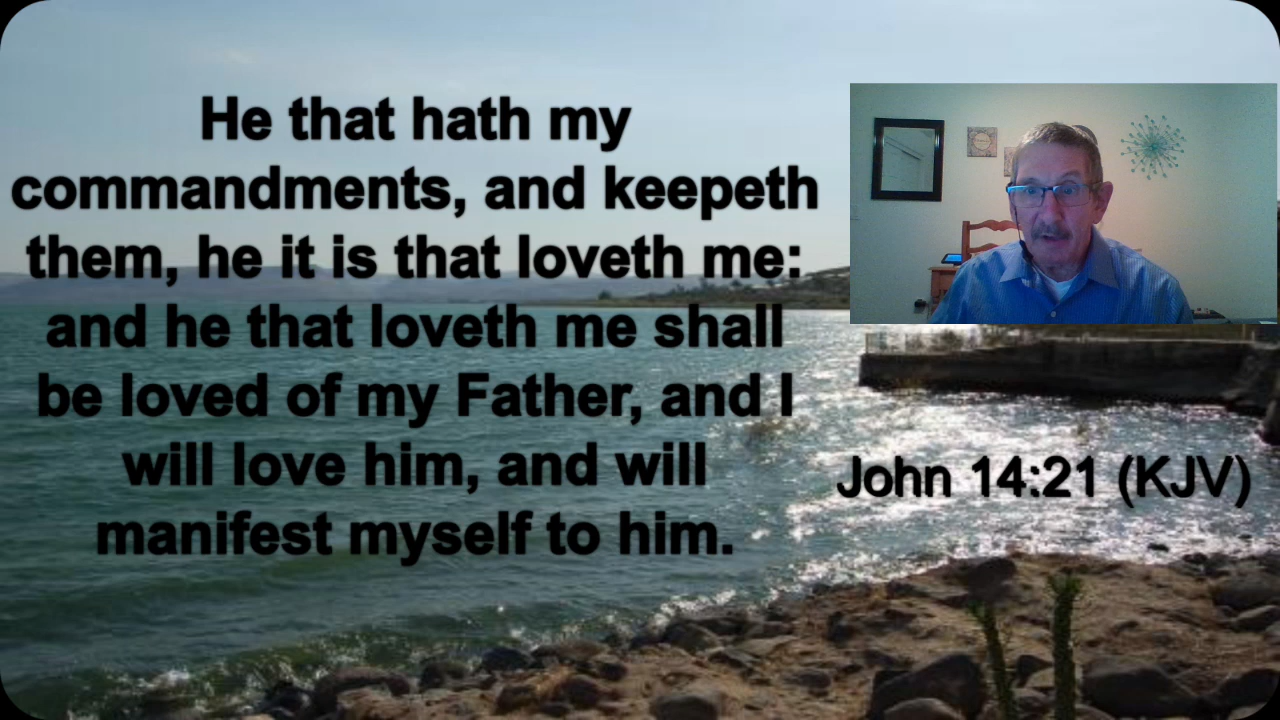 He that hath my
commandments, and keepeth
them, he it is that loveth me:
and he that loveth me shall
be loved of my Father, and I
will love him, and will
manifest myself to him.
John 14:21 (KJV)